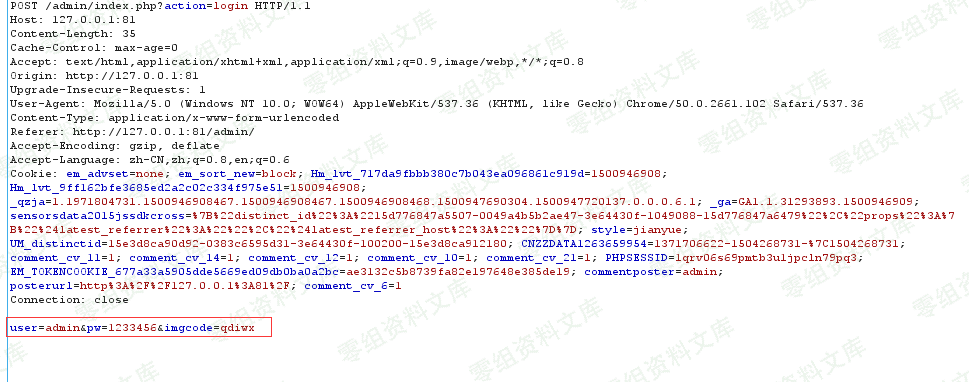 POST /admin/index.php?action=login HTTP/1.1
Host: 127.0.0.1:81
Content-Length: 35
Cache-Control: max-age=0
Accept: text/html,application/xhtml+xml,application/xml;q=0.9,image/webp,*/*;q=0.8
Origin: http://127.0.0.1:81
Upgrade-Insecure-Requests: 1
User-Agent: Mozilla/5.0 (Windows NT 10.0; WOW64) AppleWebKit/537.36 (KHTML, like Gecko) Chrome/50.0.2661.102 Safari/537.36
Content-Type: application/x-www-form-urlencoded
Referer: http://127.0.0.1:81/admin/
Accept-Encoding: gzip, deflate
Accept-Language: zh-CN,zh;q=0.8,en;q=0.6
Cookie: em_advset=none; em_sort_new=block; Hm_lvt_717da9fbbb380c7b043ea096861c919d=1500946908;
Hm_lvt_9ff162bfe3685ed2a2c02c334f975e51=1500946908;
_qzja=1.1971804731.1500946908467.1500946908467.1500946908468.1500947690304.1500947720137.0.0.0.6.1; _ga=GA1.1.31293893.1500946909;
sensorsdata2015jssdkcross=%7B%22distinct_id%22%3A%2215d776847a5507-0049a4b5b2ae47-3e64430f-1049088-15d776847a6479%22%2C%22props%22%3A%7
B%22%24latest_referrer%22%3A%22%22%2C%22%24latest_referrer_host%22%3A%22%22%7D%7D; style=jianyue;
UM_distinctid=15e3d8ca90d92-0383c6595d31-3e64430f-100200-15e3d8ca912180; CNZZDATA1263659954=1371706622-1504268731-%7C1504268731;
comment_cv_11=1; comment_cv_14=1; comment_cv_12=1; comment_cv_10=1; comment_cv_21=1; PHPSESSID=1qrv06s69pmtb3uljpcln79pq3;
EM_TOKENCOOKIE_677a33a5905dde5669ed09db0ba0a2bc=ae3132c5b8739fa82e197648e385de19; commentposter=admin;
posterurl=http%3A%2F%2F127.0.0.1%3A81%2F; comment_cv_6=1
Connection: close
user=admin&pw=1233456&imgcode=qdiwx
零组资料文库